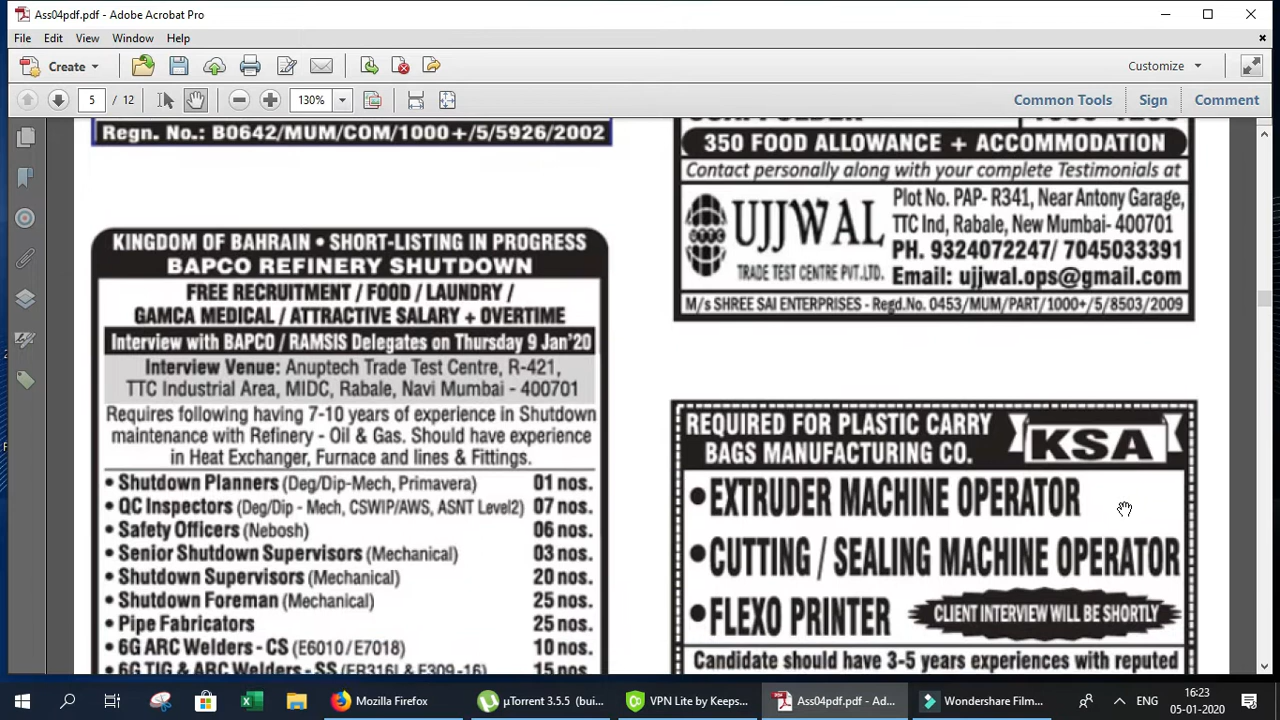 Ass04pdf.pdf - Adobe Acrobat Pro
File Edit View Window Help
Create
Customize
5 / 12
130%
Common Tools
Sign
Comment
Regn. No.: B0642/MUM/COM/1000+/5/5926/2002
KINGDOM OF BAHRAIN • SHORT-LISTING IN PROGRESS
BAPCO REFINERY SHUTDOWN
FREE RECRUITMENT / FOOD / LAUNDRY /
GAMCA MEDICAL / ATTRACTIVE SALARY + OVERTIME
Interview with BAPCO / RAMSIS Delegates on Thursday 9 Jan'20
Interview Venue: Anuptech Trade Test Centre, R-421,
TTC Industrial Area, MIDC, Rabale, Navi Mumbai - 400701
Requires following having 7-10 years of experience in Shutdown
maintenance with Refinery - Oil & Gas. Should have experience
in Heat Exchanger, Furnace and lines & Fittings.
• Shutdown Planners (Deg/Dip-Mech, Primavera) 01 nos.
• QC Inspectors (Deg/Dip - Mech, CSWIP/AWS, ASNT Level2) 07 nos.
• Safety Officers (Nebosh) 06 nos.
• Senior Shutdown Supervisors (Mechanical) 03 nos.
• Shutdown Supervisors (Mechanical) 20 nos.
• Shutdown Foreman (Mechanical) 25 nos.
• Pipe Fabricators 25 nos.
• 6G ARC Welders - CS (E6010/E7018) 10 nos.
• 6G TIG & ARC Welders - SS (ER316L & E309-16) 15 nos.
350 FOOD ALLOWANCE + ACCOMMODATION
Contact personally along with your complete Testimonials at
UJJWAL
TRADE TEST CENTRE PVT.LTD.
Plot No. PAP- R341, Near Antony Garage,
TTC Ind, Rabale, New Mumbai- 400701
PH. 9324072247/ 7045033391
Email: ujjwal.ops@gmail.com
M/s SHREE SAI ENTERPRISES - Regd.No. 0453/MUM/PART/1000+/5/8503/2009
REQUIRED FOR PLASTIC CARRY
BAGS MANUFACTURING CO.
KSA
• EXTRUDER MACHINE OPERATOR
• CUTTING / SEALING MACHINE OPERATOR
• FLEXO PRINTER
CLIENT INTERVIEW WILL BE SHORTLY
Candidate should have 3-5 years experiences with reputed
Mozilla Firefox
µTorrent 3.5.5 (bui...
VPN Lite by Keeps...
Ass04pdf.pdf - Ad...
Wondershare Film...
ENG
16:23
05-01-2020